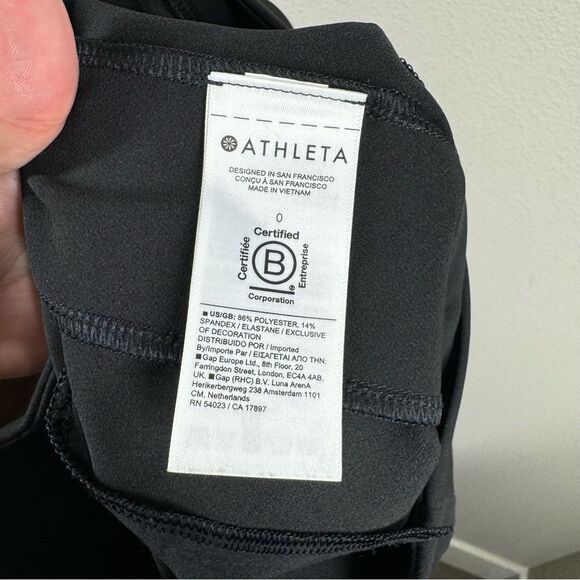 ATHLETA
DESIGNED IN SAN FRANCISCO
CONÇU À SAN FRANCISCO
MADE IN VIETNAM
0
Certified
Certifiée
B
Entreprise
Corporation
■ US/GB: 86% POLYESTER, 14%
SPANDEX / ELASTANE / EXCLUSIVE
OF DECORATION
DISTRIBUIDO POR / Imported
By/Importe Par / ΕΙΣΑΓΕΤΑΙ ΑΠΟ ΤΗΝ:
■ Gap Europe Ltd., 8th Floor, 20
Farringdon Street, London, EC4A 4AB,
UK. ■ Gap (RHC) B.V. Luna ArenA
Herikerbergweg 238 Amsterdam 1101
CM, Netherlands
RN 54023 / CA 17897